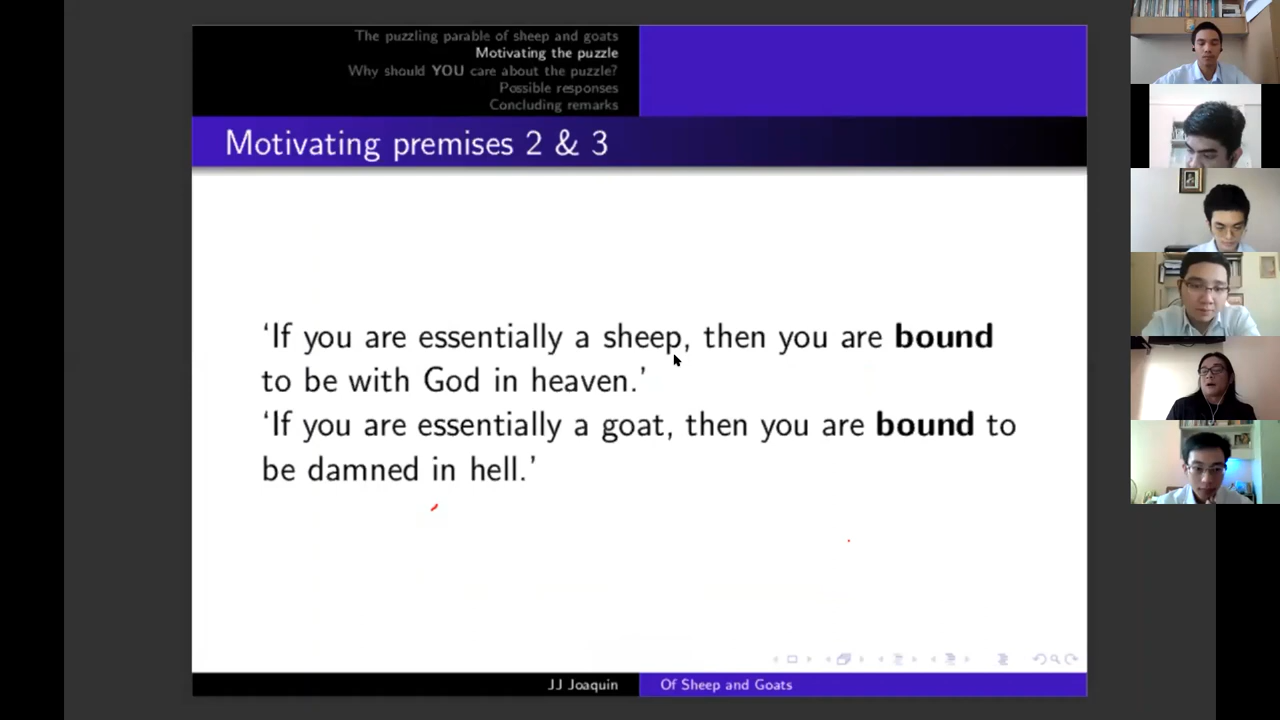 The puzzling parable of sheep and goats
Motivating the puzzle
Why should YOU care about the puzzle?
Possible responses
Concluding remarks
Motivating premises 2 & 3
‘If you are essentially a sheep, then you are bound
to be with God in heaven.’
‘If you are essentially a goat, then you are bound to
be damned in hell.’
JJ Joaquin
Of Sheep and Goats